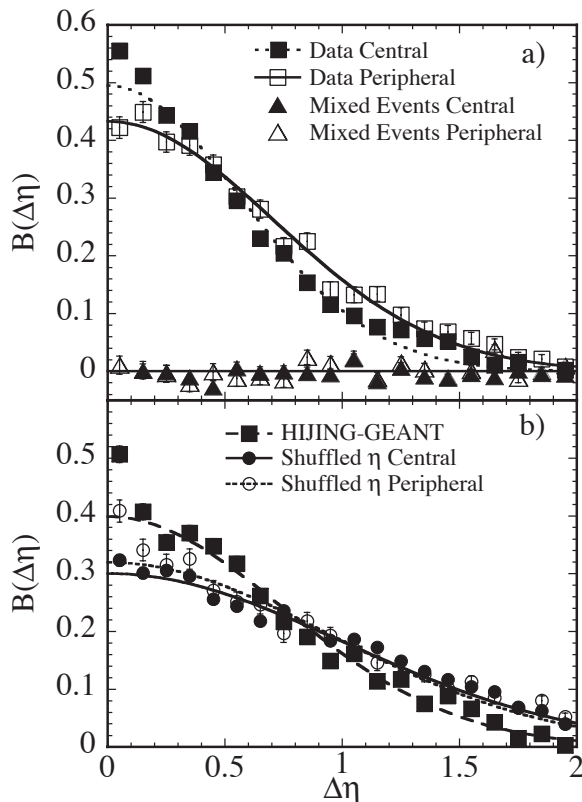 0.6
a)
Data Central
Data Peripheral
Mixed Events Central
Mixed Events Peripheral
0.5
0.4
0.3
0.2
0.1
0
B(Δη)
b)
HIJING-GEANT
Shuffled η Central
Shuffled η Peripheral
0.5
0.4
0.3
0.2
0.1
0
B(Δη)
0 0.5 1 1.5 2
Δη